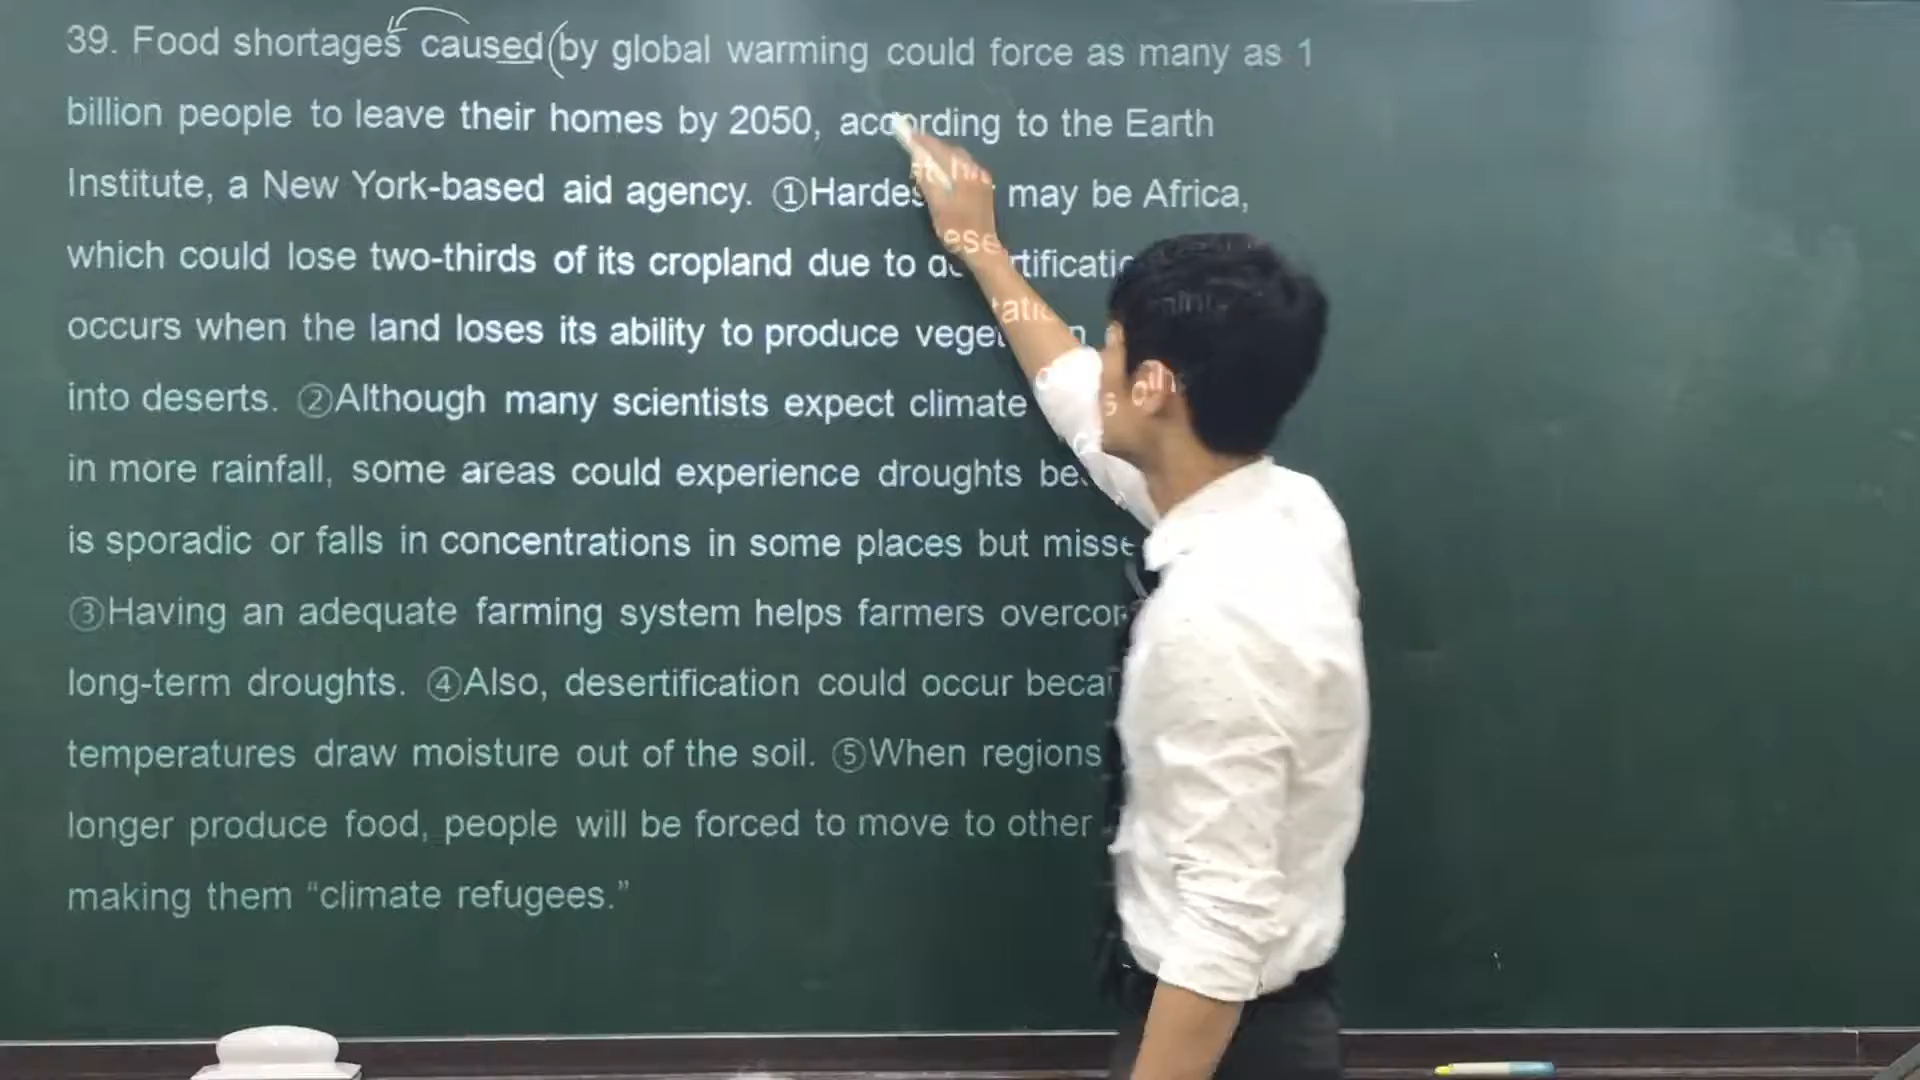 39. Food shortages caused (by global warming could force as many as 1
billion people to leave their homes by 2050, according to the Earth
Institute, a New York-based aid agency. ①Hardest hit may be Africa,
which could lose two-thirds of its cropland due to desertification
occurs when the land loses its ability to produce vegetation
into deserts. ②Although many scientists expect climate
in more rainfall, some areas could experience droughts
is sporadic or falls in concentrations in some places but
③Having an adequate farming system helps farmers
long-term droughts. ④Also, desertification could occur
temperatures draw moisture out of the soil. ⑤When regions
longer produce food, people will be forced to move to other
making them “climate refugees.”